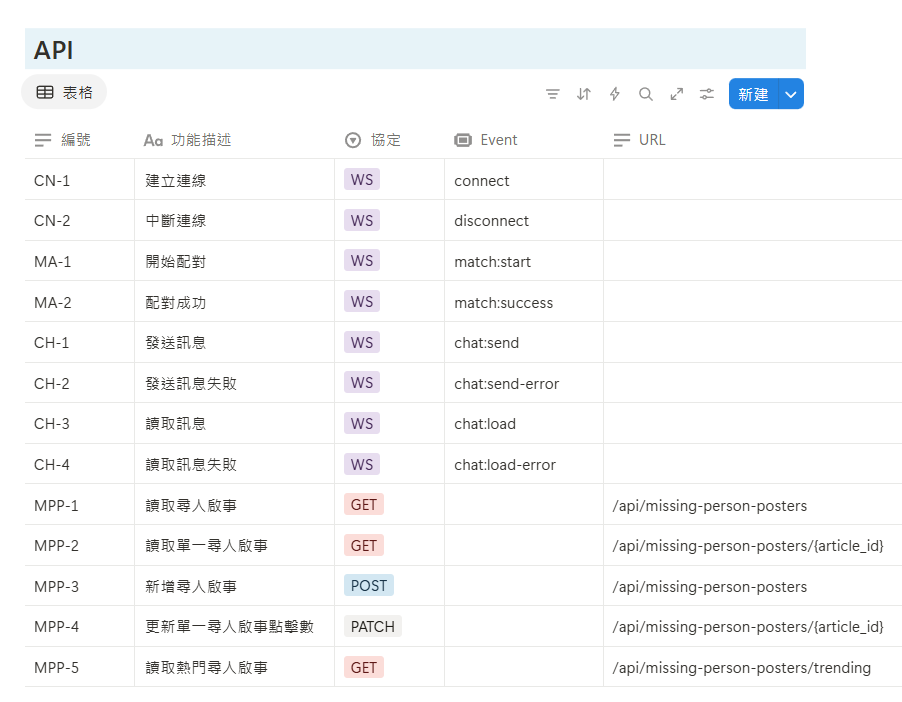 API
表格
新建
編號 Aa 功能描述 協定 Event URL
CN-1 建立連線 WS connect
CN-2 中斷連線 WS disconnect
MA-1 開始配對 WS match:start
MA-2 配對成功 WS match:success
CH-1 發送訊息 WS chat:send
CH-2 發送訊息失敗 WS chat:send-error
CH-3 讀取訊息 WS chat:load
CH-4 讀取訊息失敗 WS chat:load-error
MPP-1 讀取尋人啟事 GET /api/missing-person-posters
MPP-2 讀取單一尋人啟事 GET /api/missing-person-posters/{article_id}
MPP-3 新增尋人啟事 POST /api/missing-person-posters
MPP-4 更新單一尋人啟事點擊數 PATCH /api/missing-person-posters/{article_id}
MPP-5 讀取熱門尋人啟事 GET /api/missing-person-posters/trending